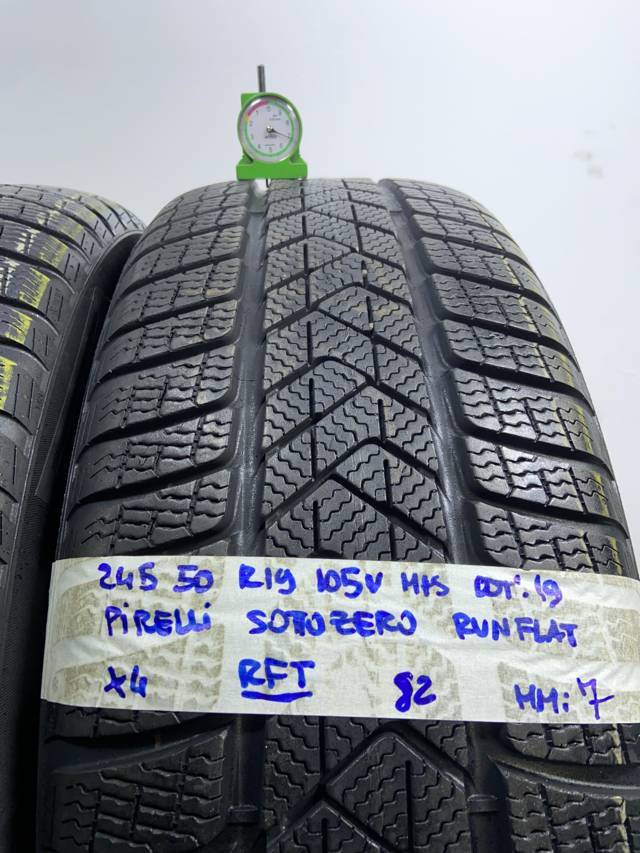 245 50 R19 105V M+S DOT:19
PiRELLi SOTTOZERO RUNFLAT
X4 RFT 82 MM: 7